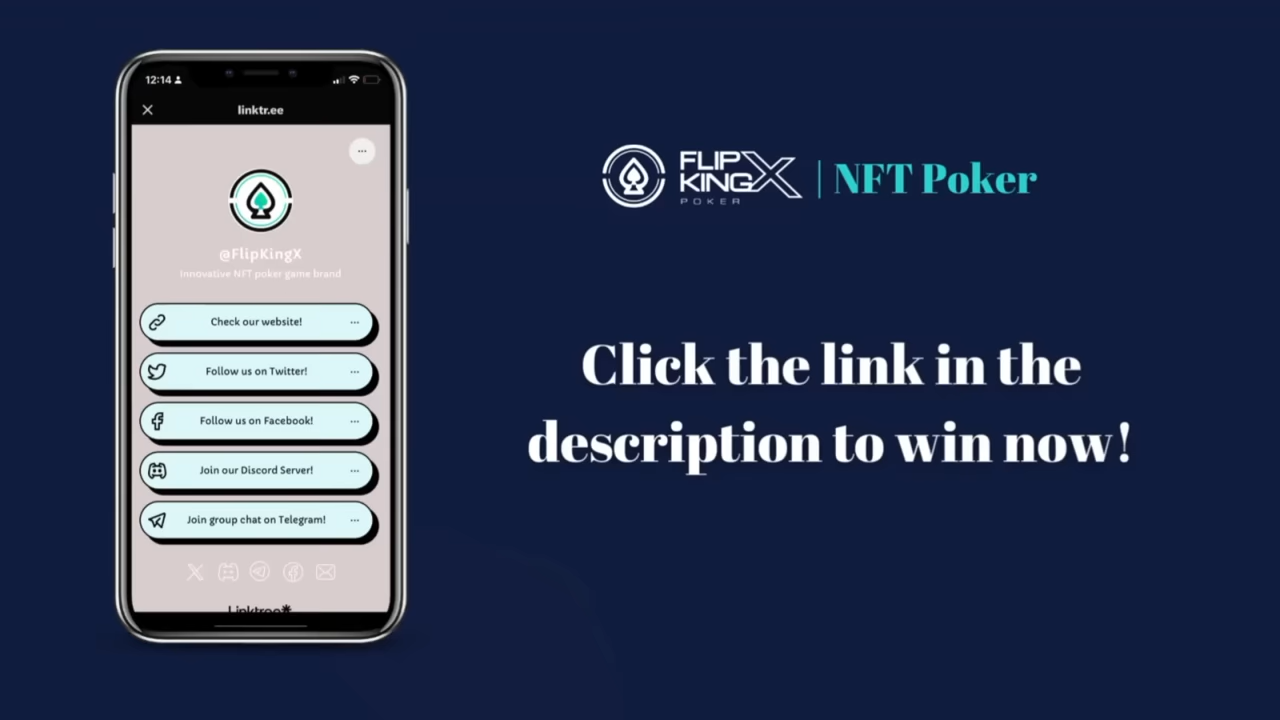 12:14
linktr.ee
@FlipKingX
Innovative NFT poker game brand
Check our website!
Follow us on Twitter!
Follow us on Facebook!
Join our Discord Server!
Join group chat on Telegram!
Linktree
FLIP
KINGX
POKER
NFT Poker
Click the link in the
description to win now!